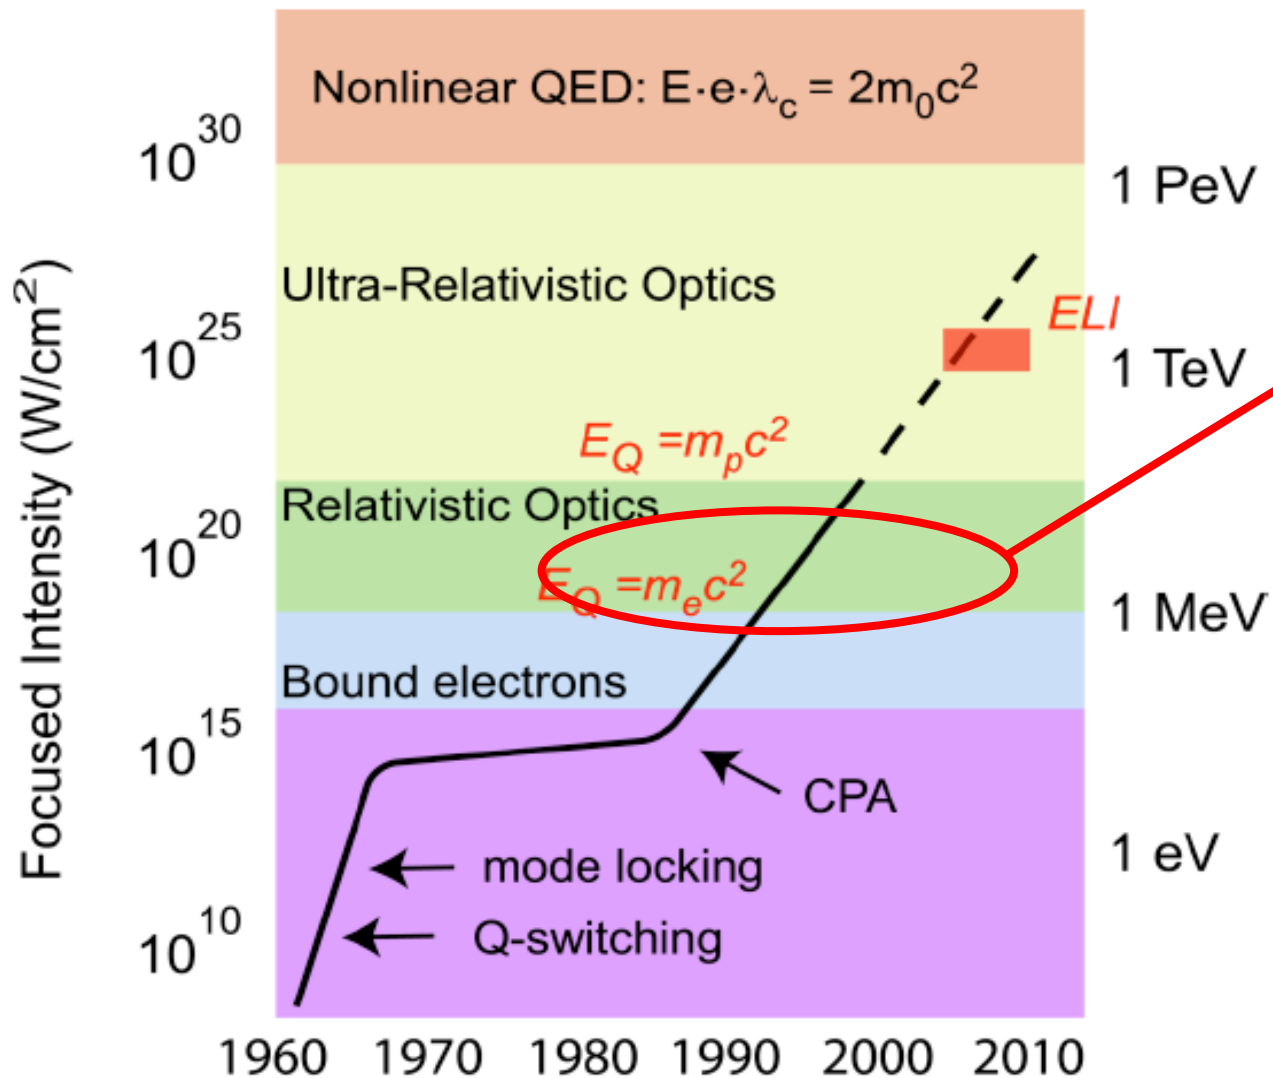 Nonlinear QED: E·e·λc = 2m0c²
10^30
1 PeV
Ultra-Relativistic Optics
ELI
10^25
1 TeV
EQ =mpc²
Relativistic Optics
10^20
EQ =mec²
1 MeV
Bound electrons
10^15
CPA
1 eV
mode locking
Q-switching
10^10
Focused Intensity (W/cm²)
1960 1970 1980 1990 2000 2010